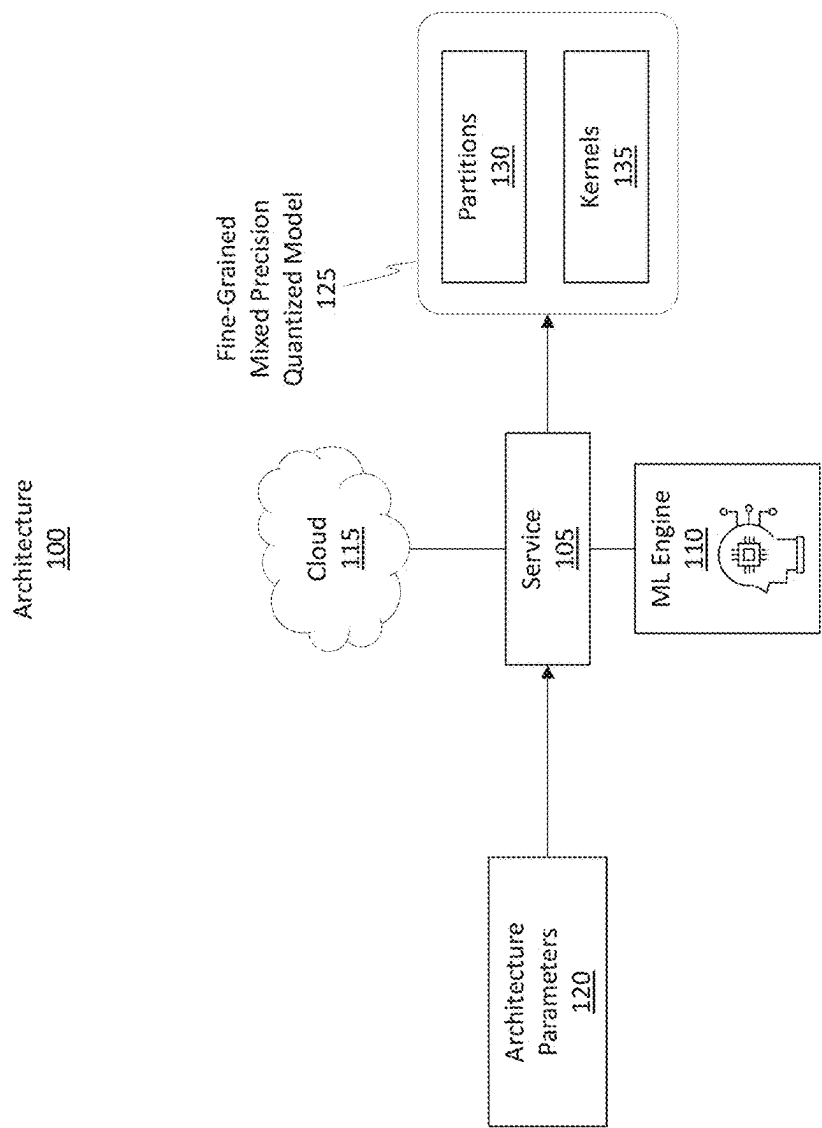 Architecture
100
Cloud
115
Fine-Grained
Mixed Precision
Quantized Model
125
Architecture
Parameters
120
Service
105
ML Engine
110
Partitions
130
Kernels
135